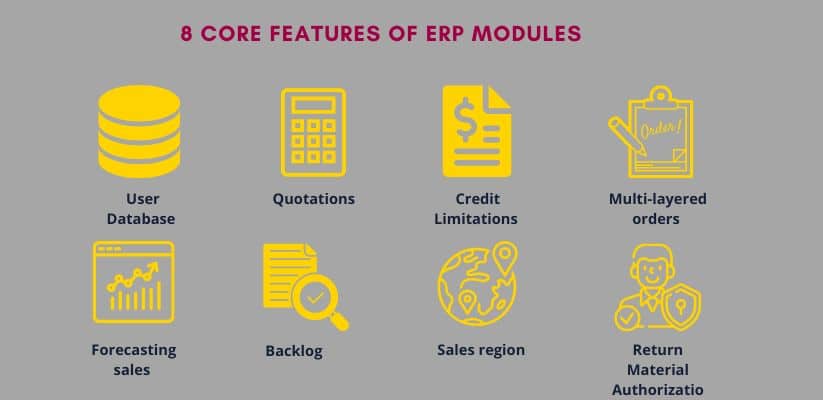 8 CORE FEATURES OF ERP MODULES
Order!
User
Database
Quotations
Credit
Limitations
Multi-layered
orders
Forecasting
sales
Backlog
Sales region
Return
Material
Authorizatio